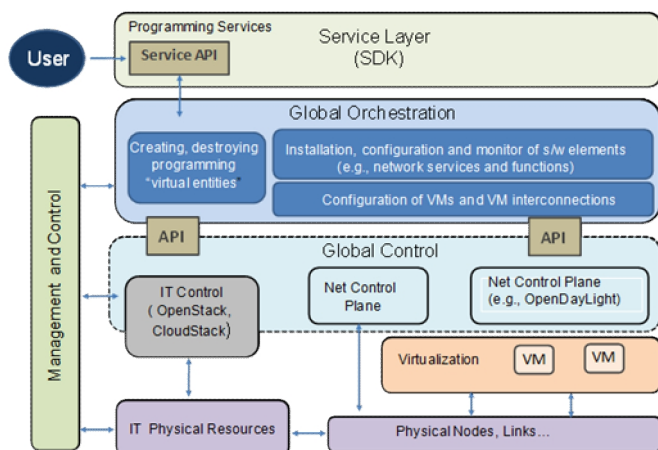 Programming Services
Service Layer
(SDK)
User
Service API
Global Orchestration
Creating, destroying
programming
"virtual entities"
Installation, configuration and monitor of s/w elements
(e.g., network services and functions)
Configuration of VMs and VM interconnections
API
API
Global Control
Management and Control
IT Control
( OpenStack,
CloudStack)
Net Control
Plane
Net Control Plane
(e.g., OpenDayLight)
Virtualization
VM
VM
IT Physical Resources
Physical Nodes, Links...